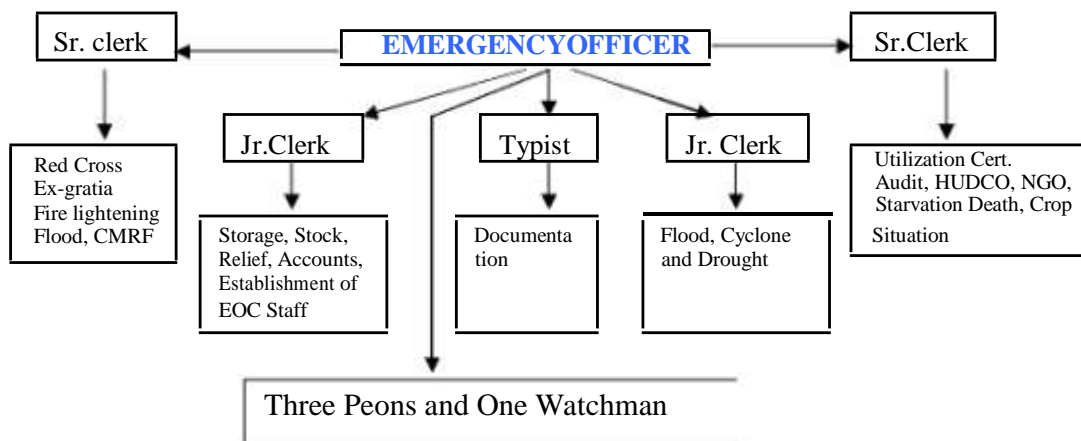 Sr. clerk
EMERGENCYOFFICER
Sr.Clerk
Jr.Clerk
Typist
Jr. Clerk
Red Cross
Ex-gratia
Fire lightening
Flood, CMRF
Storage, Stock,
Relief, Accounts,
Establishment of
EOC Staff
Documenta
tion
Flood, Cyclone
and Drought
Utilization Cert.
Audit, HUDCO, NGO,
Starvation Death, Crop
Situation
Three Peons and One Watchman